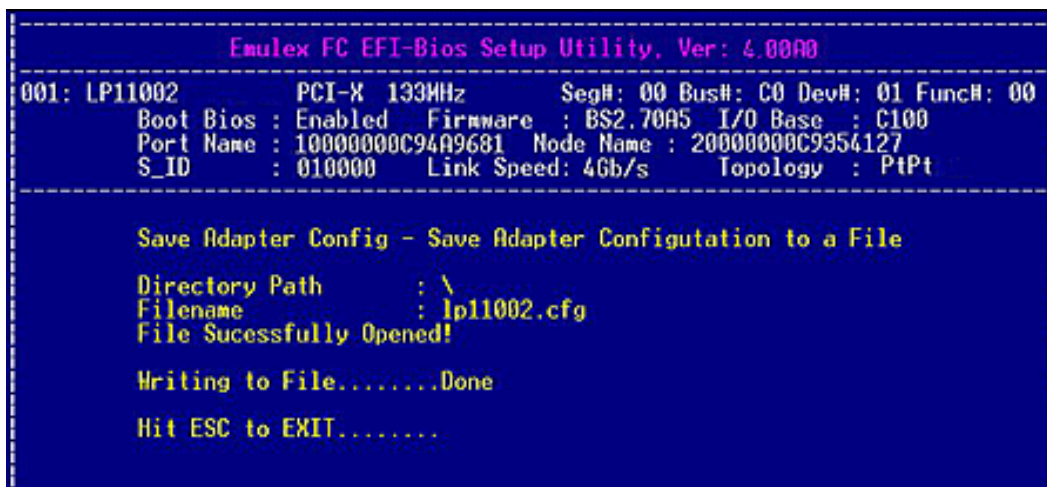 Emulex FC EFI-Bios Setup Utility, Ver: 4.00A0
001: LP11002 PCI-X 133MHz Seg#: 00 Bus#: C0 Dev#: 01 Func#: 00
Boot Bios : Enabled Firmware : BS2.70A5 I/O Base : C100
Port Name : 10000000C94A9681 Node Name : 20000000C9354127
S_ID : 010000 Link Speed: 4Gb/s Topology : PtPt
Save Adapter Config - Save Adapter Configutation to a File
Directory Path : \
Filename : lp11002.cfg
File Sucessfully Opened!
Writing to File........Done
Hit ESC to EXIT........